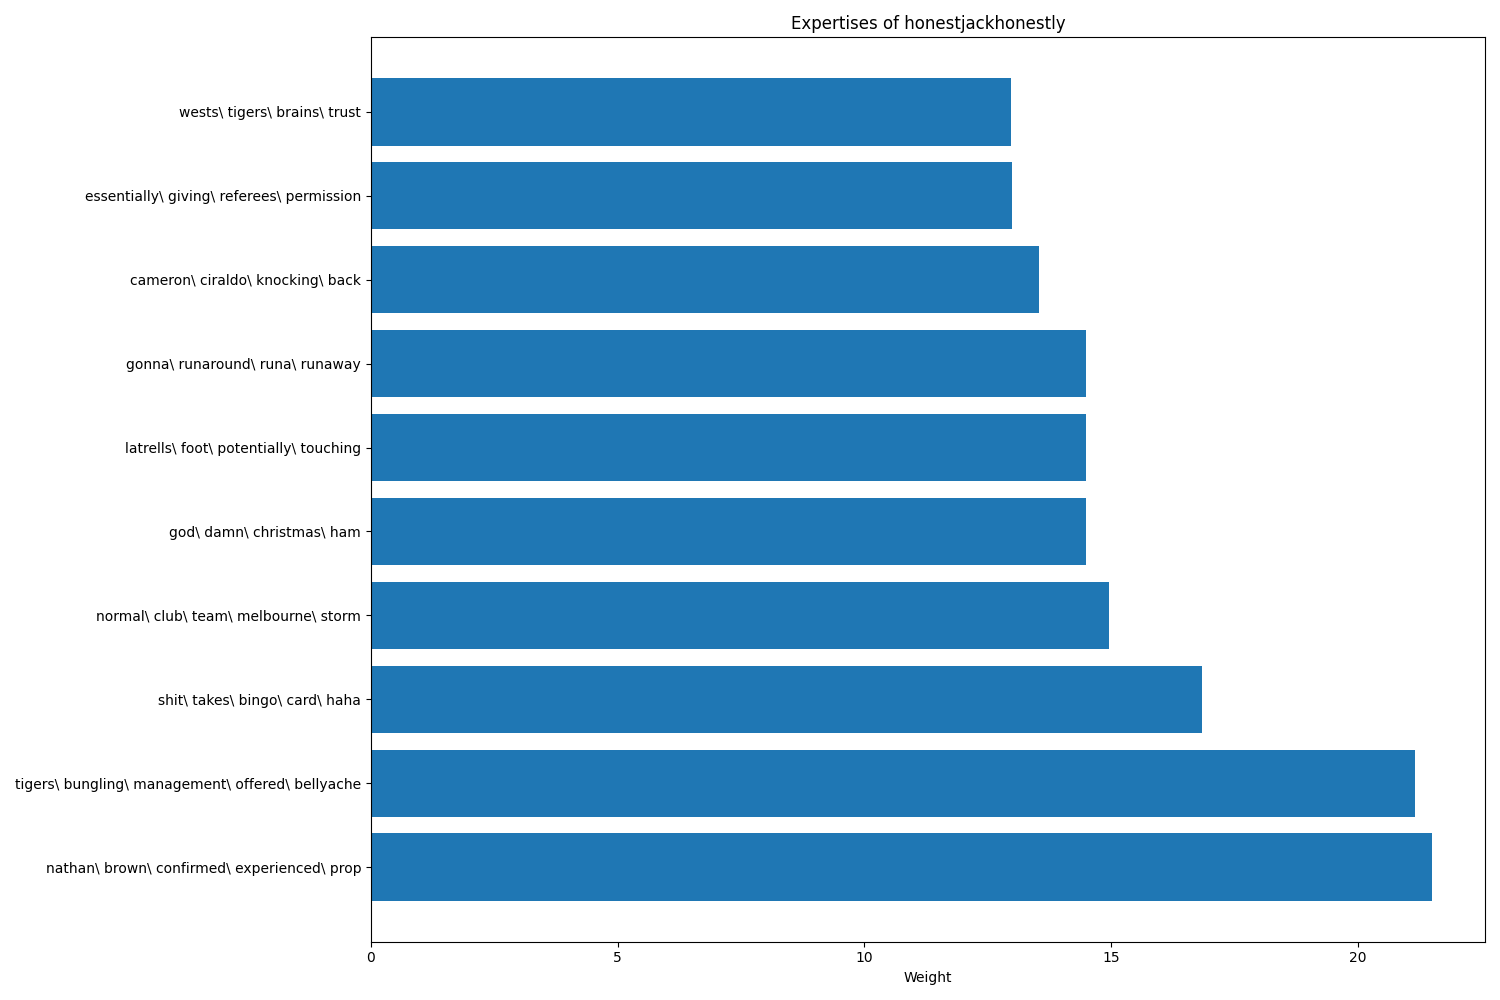 Expertises of honestjackhonestly
wests\ tigers\ brains\ trust
essentially\ giving\ referees\ permission
cameron\ ciraldo\ knocking\ back
gonna\ runaround\ runa\ runaway
latrells\ foot\ potentially\ touching
god\ damn\ christmas\ ham
normal\ club\ team\ melbourne\ storm
shit\ takes\ bingo\ card\ haha
tigers\ bungling\ management\ offered\ bellyache
nathan\ brown\ confirmed\ experienced\ prop
0 5 10 15 20
Weight